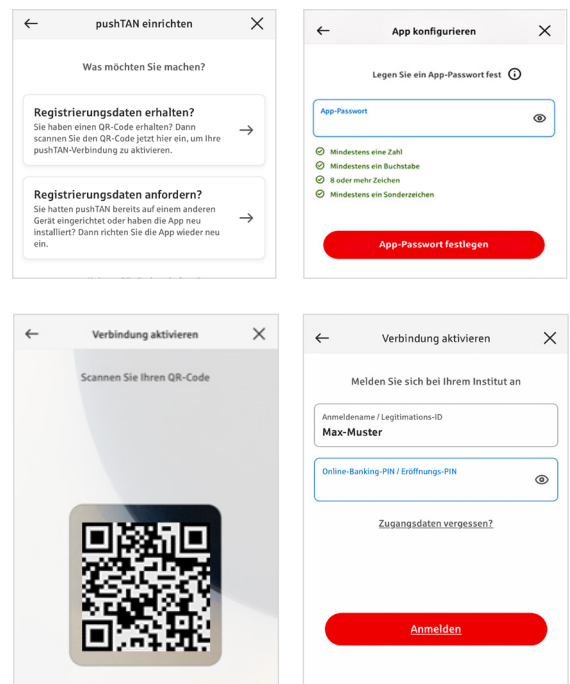 pushTAN einrichten
Was möchten Sie machen?
Registrierungsdaten erhalten?
Sie haben einen QR-Code erhalten? Dann
scannen Sie den QR-Code jetzt hier ein, um Ihre
pushTAN-Verbindung zu aktivieren.
Registrierungsdaten anfordern?
Sie hatten pushTAN bereits auf einem anderen
Gerät eingerichtet oder haben die App neu
installiert? Dann richten Sie die App wieder neu
ein.
App konfigurieren
Legen Sie ein App-Passwort fest
App-Passwort
Mindestens eine Zahl
Mindestens ein Buchstabe
8 oder mehr Zeichen
Mindestens ein Sonderzeichen
App-Passwort festlegen
Verbindung aktivieren
Scannen Sie Ihren QR-Code
Verbindung aktivieren
Melden Sie sich bei Ihrem Institut an
Anmeldename / Legitimations-ID
Max-Muster
Online-Banking-PIN / Eröffnungs-PIN
Zugangsdaten vergessen?
Anmelden